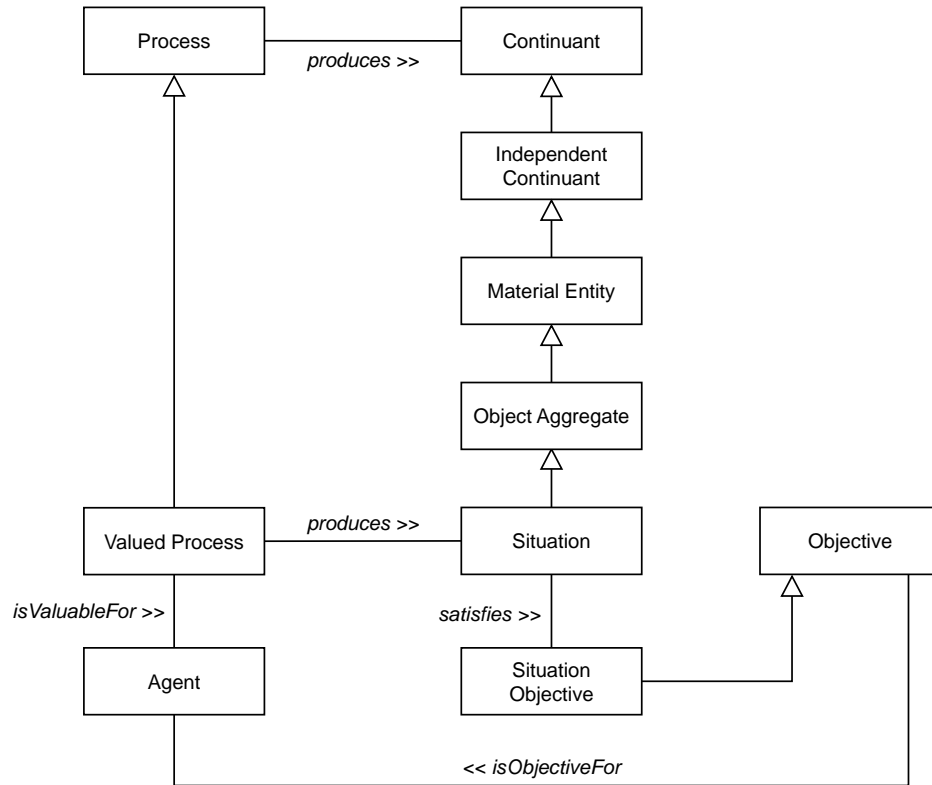 Process
produces >>
Continuant
Independent
Continuant
Material Entity
Object Aggregate
Valued Process
produces >>
Situation
Objective
isValuableFor >>
satisfies >>
Agent
Situation
Objective
<< isObjectiveFor